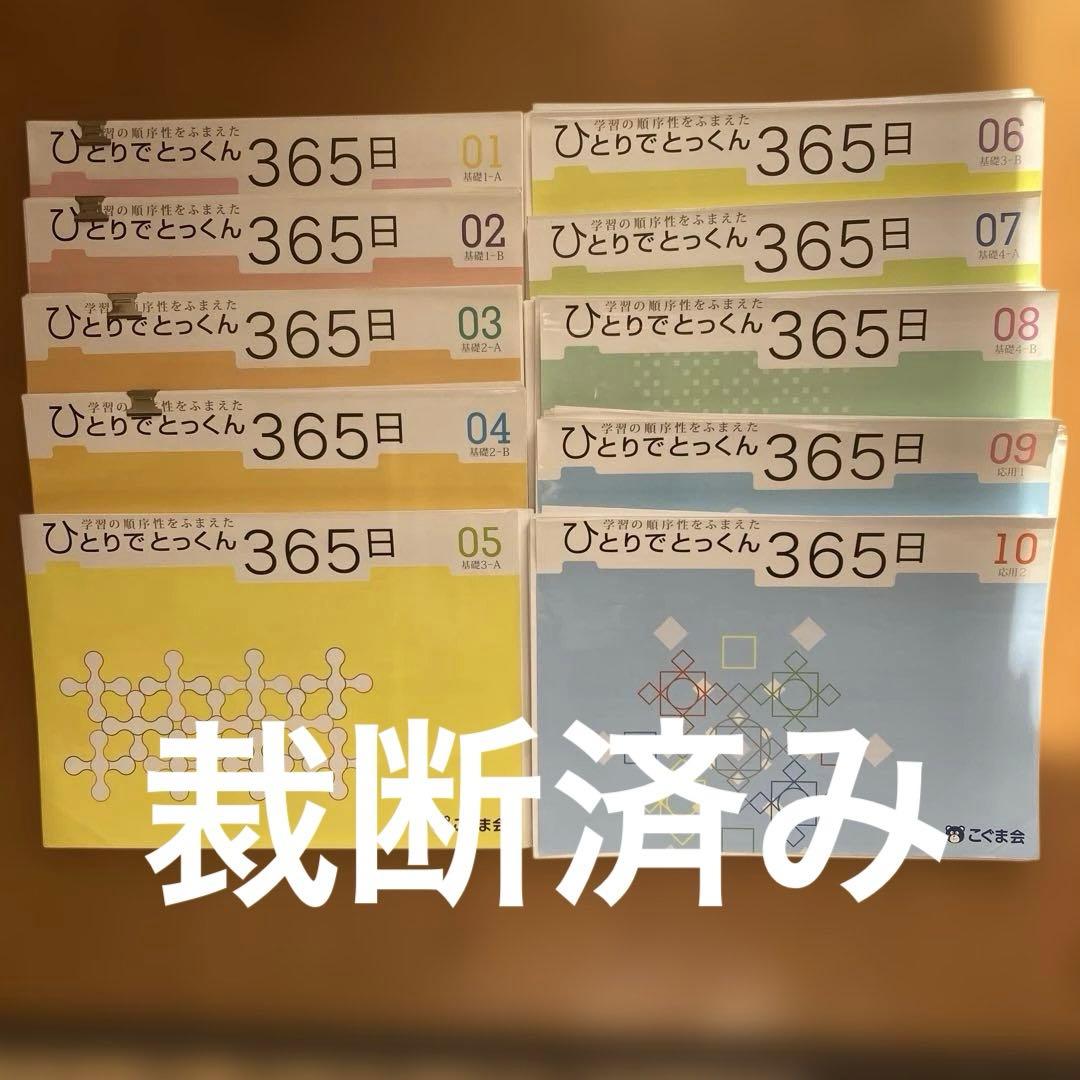 学習の順序性をふまえた
ひとりでとっくん 365日 01
基礎1-A
学習の順序性をふまえた
ひとりでとっくん 365日 02
基礎1-B
学習の順序性をふまえた
ひとりでとっくん 365日 03
基礎2-A
学習の順序性をふまえた
ひとりでとっくん 365日 04
基礎2-B
学習の順序性をふまえた
ひとりでとっくん 365日 05
基礎3-A
こぐま会
学習の順序性をふまえた
ひとりでとっくん 365日 06
基礎3-B
学習の順序性をふまえた
ひとりでとっくん 365日 07
基礎4-A
学習の順序性をふまえた
ひとりでとっくん 365日 08
基礎4-B
学習の順序性をふまえた
ひとりでとっくん 365日 09
応用1
学習の順序性をふまえた
ひとりでとっくん 365日 10
応用2
こぐま会
裁断済み